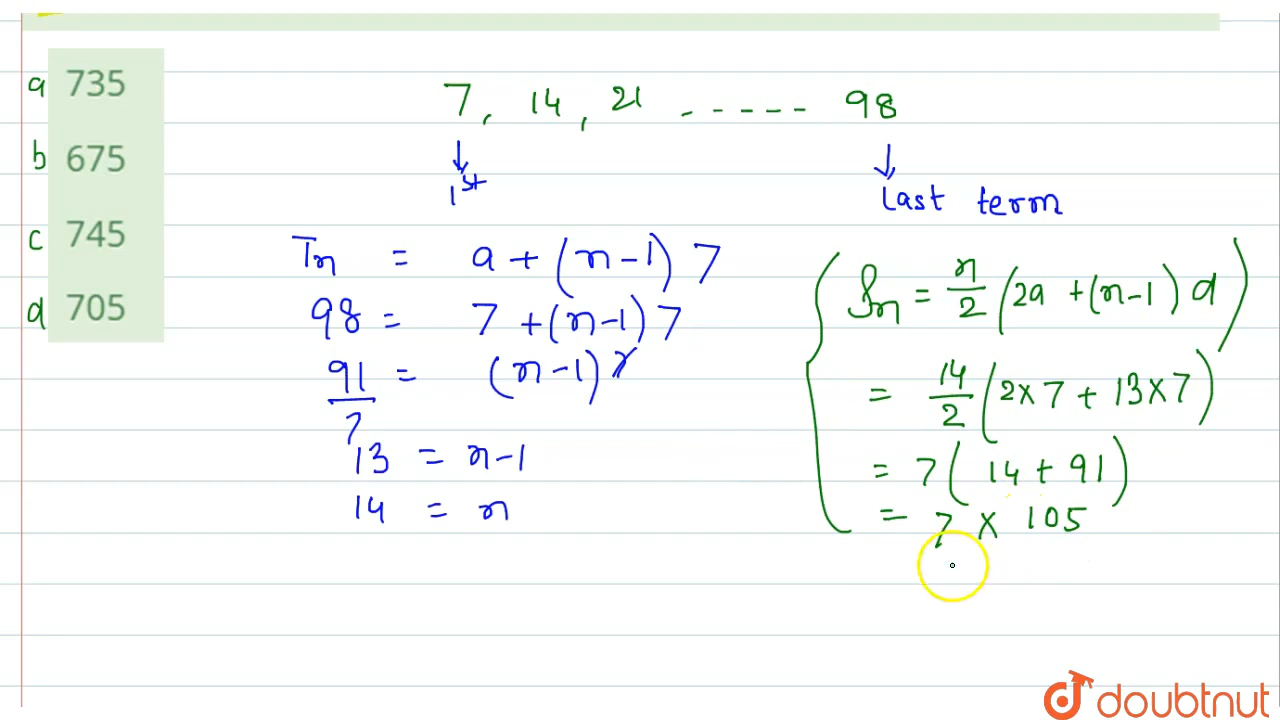 a 735
b 675
c 745
d 705
7, 14, 21 ----- 98
↓ ↓
1st last term
Tn = a + (n-1) 7
98 = 7 + (n-1) 7
91/7 = (n-1) 7
13 = n-1
14 = n
Sn = n/2 (2a + (n-1) d)
= 14/2 (2×7 + 13×7)
= 7 (14 + 91)
= 7 × 105
doubtnut